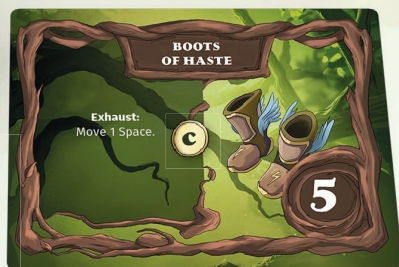 BOOTS
OF HASTE
Exhaust:
Move 1 Space.
C
5